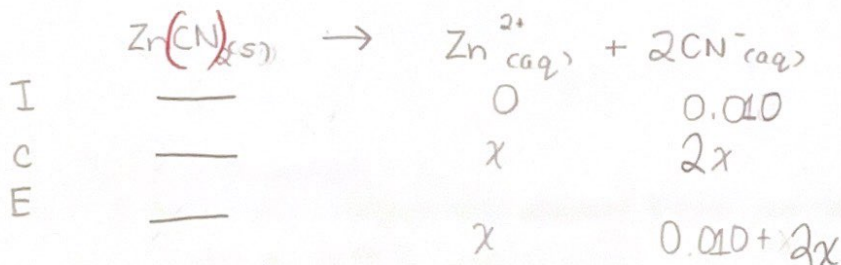 Zn(CN)₂(s) → Zn²⁺(aq) + 2CN⁻(aq)
I — 0 0.010
C — x 2x
E — x 0.010 + 2x